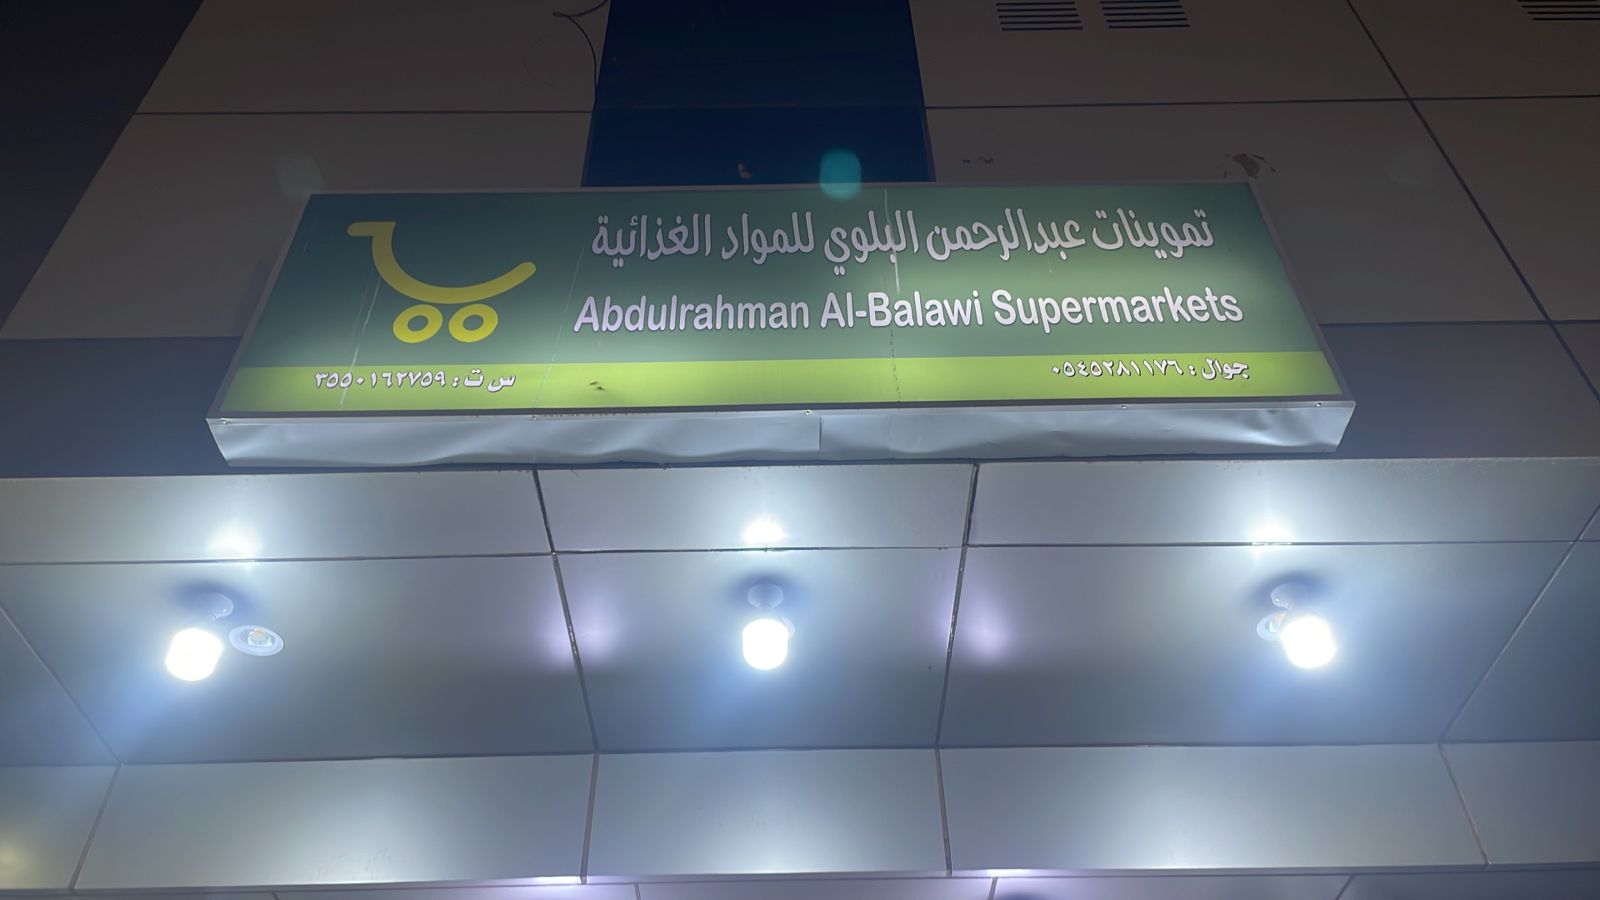 تموينات عبدالرحمن البلوي للمواد الغذائية
Abdulrahman Al-Balawi Supermarkets
جوال : ٠٥٤٥٢٨١١٧٦
س ت : ٣٥٥٠١٦٢٧٥٩